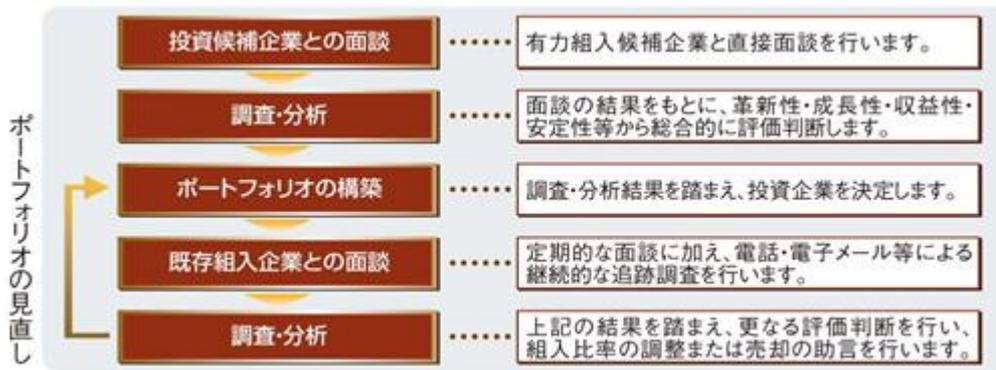 投資候補企業との面談
有力組入候補企業と直接面談を行います。
調査・分析
面談の結果をもとに、革新性・成長性・収益性・
安定性等から総合的に評価判断します。
ポートフォリオの構築
調査・分析結果を踏まえ、投資企業を決定します。
既存組入企業との面談
定期的な面談に加え、電話・電子メール等による
継続的な追跡調査を行います。
調査・分析
上記の結果を踏まえ、更なる評価判断を行い、
組入比率の調整または売却の助言を行います。
ポートフォリオの見直し